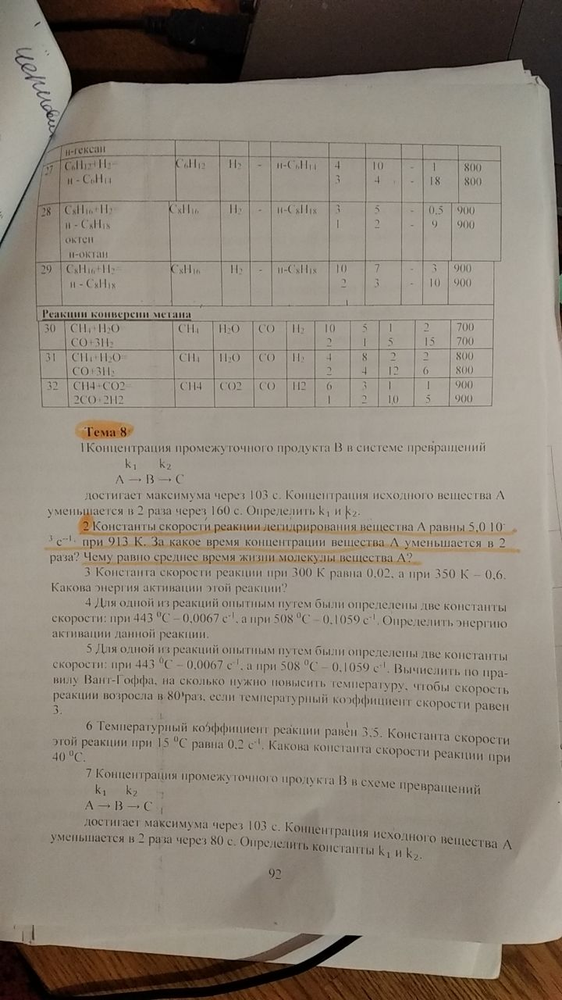 н-гексан
27 C₆H₁₂+H₂= C₆H₁₂ H₂ - н-C₆H₁₄ 4 10 - 1 800
н - C₆H₁₄ 3 4 - 18 800
28 C₈H₁₆+H₂= C₈H₁₆ H₂ - н-C₈H₁₈ 3 5 - 0,5 900
н - C₈H₁₈ 1 2 - 9 900
октен
н-октан
29 C₈H₁₆+H₂= C₈H₁₆ H₂ - н-C₈H₁₈ 10 7 - 3 900
н - C₈H₁₈ 2 3 - 10 900
Реакции конверсии метана
30 CH₄+H₂O CH₄ H₂O CO H₂ 10 5 1 2 700
CO+3H₂ 2 1 5 15 700
31 CH₄+H₂O= CH₄ H₂O CO H₂ 4 8 2 2 800
CO+3H₂ 2 4 12 6 800
32 CH4+CO2= CH4 CO2 CO H2 6 3 1 1 900
2CO+2H2 1 2 10 5 900
Тема 8
1Концентрация промежуточного продукта В в системе превращений
k₁ k₂
А → В → С
достигает максимума через 103 с. Концентрация исходного вещества А
уменьшается в 2 раза через 160 с. Определить k₁ и k₂.
2 Константы скорости реакции дегидрирования вещества А равны 5,0 10⁻
³ с⁻¹· при 913 К. За какое время концентрации вещества А уменьшается в 2
раза? Чему равно среднее время жизни молекулы вещества А?
3 Константа скорости реакции при 300 К равна 0,02, а при 350 К – 0,6.
Какова энергия активации этой реакции?
4 Для одной из реакций опытным путем были определены две константы
скорости: при 443 ⁰С – 0,0067 с⁻¹, а при 508 ⁰С – 0,1059 с⁻¹. Определить энергию
активации данной реакции.
5 Для одной из реакций опытным путем были определены две константы
скорости: при 443 ⁰С – 0,0067 с⁻¹, а при 508 ⁰С – 0,1059 с⁻¹. Вычислить по пра-
вилу Вант-Гоффа, на сколько нужно повысить температуру, чтобы скорость
реакции возросла в 80 раз, если температурный коэффициент скорости равен
3.
6 Температурный коэффициент реакции равен 3,5. Константа скорости
этой реакции при 15 ⁰С равна 0,2 с⁻¹. Какова константа скорости реакции при
40 ⁰С.
7 Концентрация промежуточного продукта В в схеме превращений
k₁ k₂
А → В → С
достигает максимума через 103 с. Концентрация исходного вещества А
уменьшается в 2 раза через 80 с. Определить константы k₁ и k₂.
92